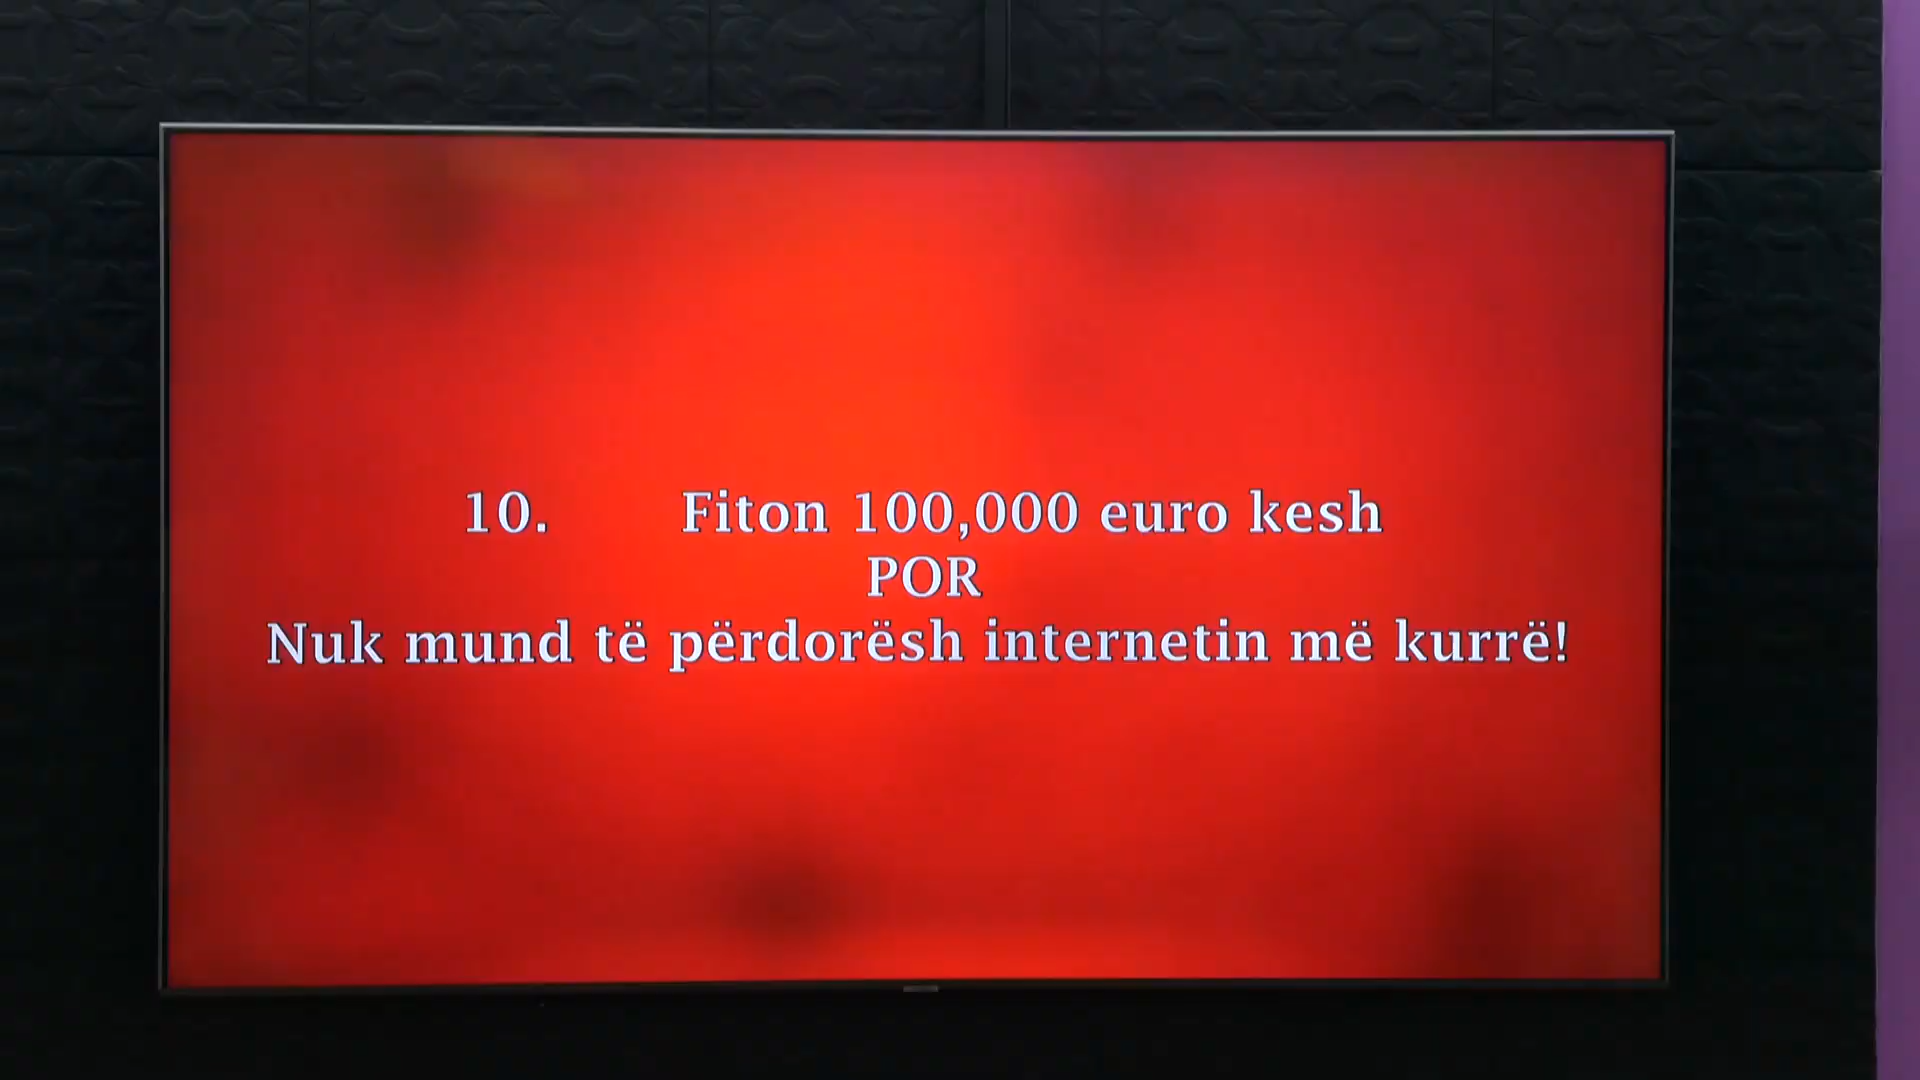 10. Fiton 100,000 euro kesh
POR
Nuk mund të përdorësh internetin më kurrë!